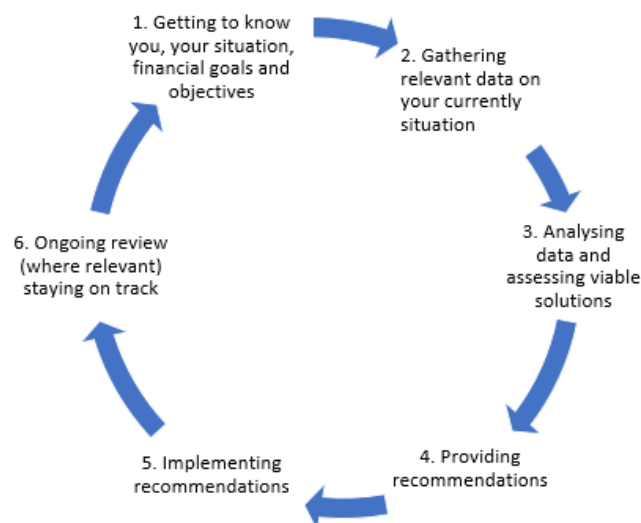 1. Getting to know
you, your situation,
financial goals and
objectives
2. Gathering
relevant data on
your currently
situation
3. Analysing
data and
assessing viable
solutions
4. Providing
recommendations
5. Implementing
recommendations
6. Ongoing review
(where relevant)
staying on track